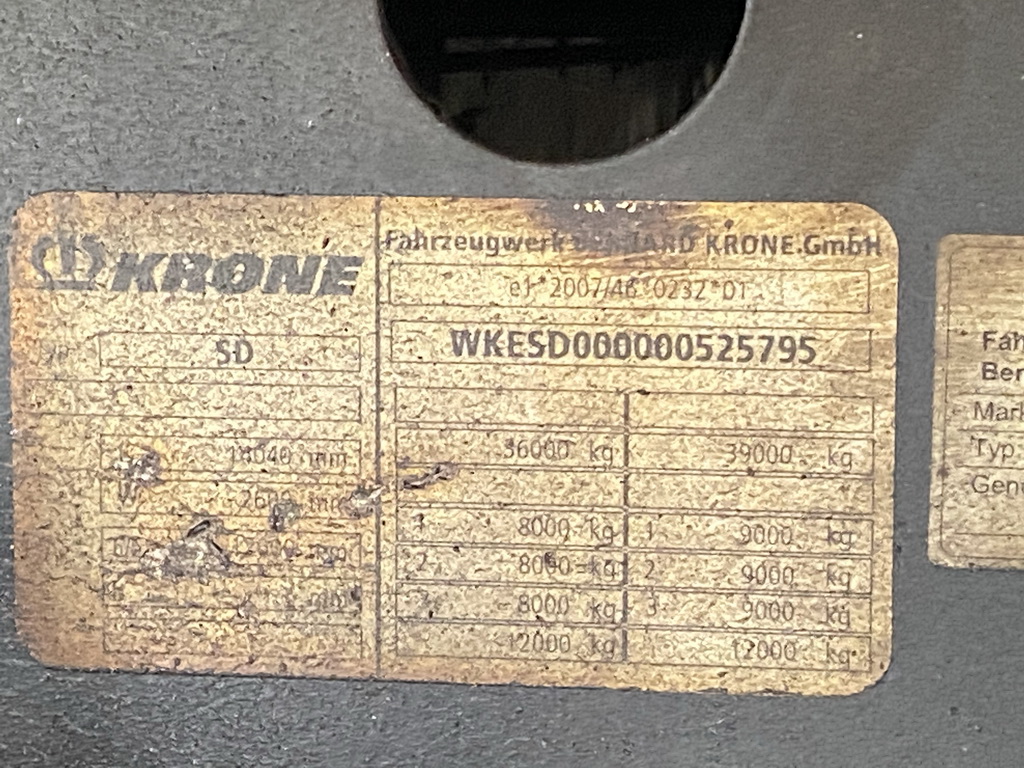 KRONE
Fahrzeugwerk KRONE GmbH
e1*2007/46*0232*01
SD
WKESD000000525795
mm
36000 kg
39000 kg
mm
1 8000 kg
1 9000 kg
2 8000 kg
2 9000 kg
8000 kg
3 9000 kg
12000 kg
12000 kg
Fah
Ber
Mark
Typ
Gen